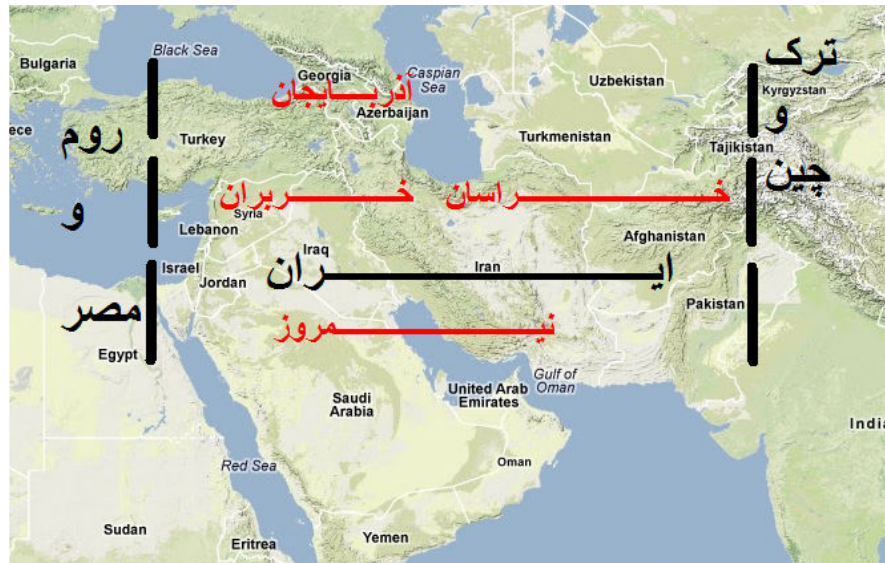 Bulgaria
Black Sea
Georgia
Caspian
Sea
آذربایجان
Azerbaijan
Uzbekistan
ترک
Kyrgyzstan
و
Tajikistan
چین
ece
روم
Turkey
Turkmenistan
خربران
خراسان
Syria
و
Lebanon
Afghanistan
Iraq
Israel
Jordan
ایران
Iran
مصر
Egypt
Pakistan
نیمروز
Gulf of
Oman
Saudi
Arabia
United Arab
Emirates
India
Red Sea
Oman
Sudan
Eritrea
Yemen